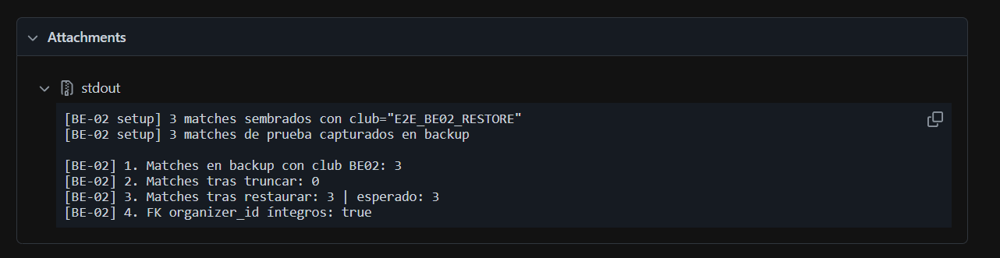 Attachments
stdout
[BE-02 setup] 3 matches sembrados con club="E2E_BE02_RESTORE"
[BE-02 setup] 3 matches de prueba capturados en backup
[BE-02] 1. Matches en backup con club BE02: 3
[BE-02] 2. Matches tras truncar: 0
[BE-02] 3. Matches tras restaurar: 3 | esperado: 3
[BE-02] 4. FK organizer_id íntegros: true